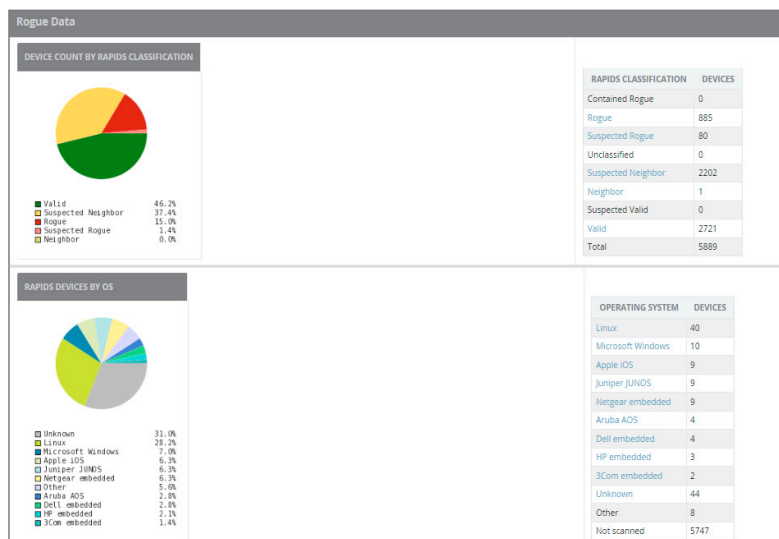 Rogue Data
DEVICE COUNT BY RAPIDS CLASSIFICATION
Valid 46.2%
Suspected Neighbor 37.4%
Rogue 15.0%
Suspected Rogue 1.4%
Neighbor 0.0%
RAPIDS CLASSIFICATION DEVICES
Contained Rogue 0
Rogue 885
Suspected Rogue 80
Unclassified 0
Suspected Neighbor 2202
Neighbor 1
Suspected Valid 0
Valid 2721
Total 5889
RAPIDS DEVICES BY OS
Unknown 31.0%
Linux 28.2%
Microsoft Windows 7.0%
Apple iOS 6.3%
Juniper JUNOS 6.3%
Netgear embedded 6.3%
Other 5.6%
Aruba AOS 2.8%
Dell embedded 2.8%
HP embedded 2.1%
3Com embedded 1.4%
OPERATING SYSTEM DEVICES
Linux 40
Microsoft Windows 10
Apple iOS 9
Juniper JUNOS 9
Netgear embedded 9
Aruba AOS 4
Dell embedded 4
HP embedded 3
3Com embedded 2
Unknown 44
Other 8
Not scanned 5747